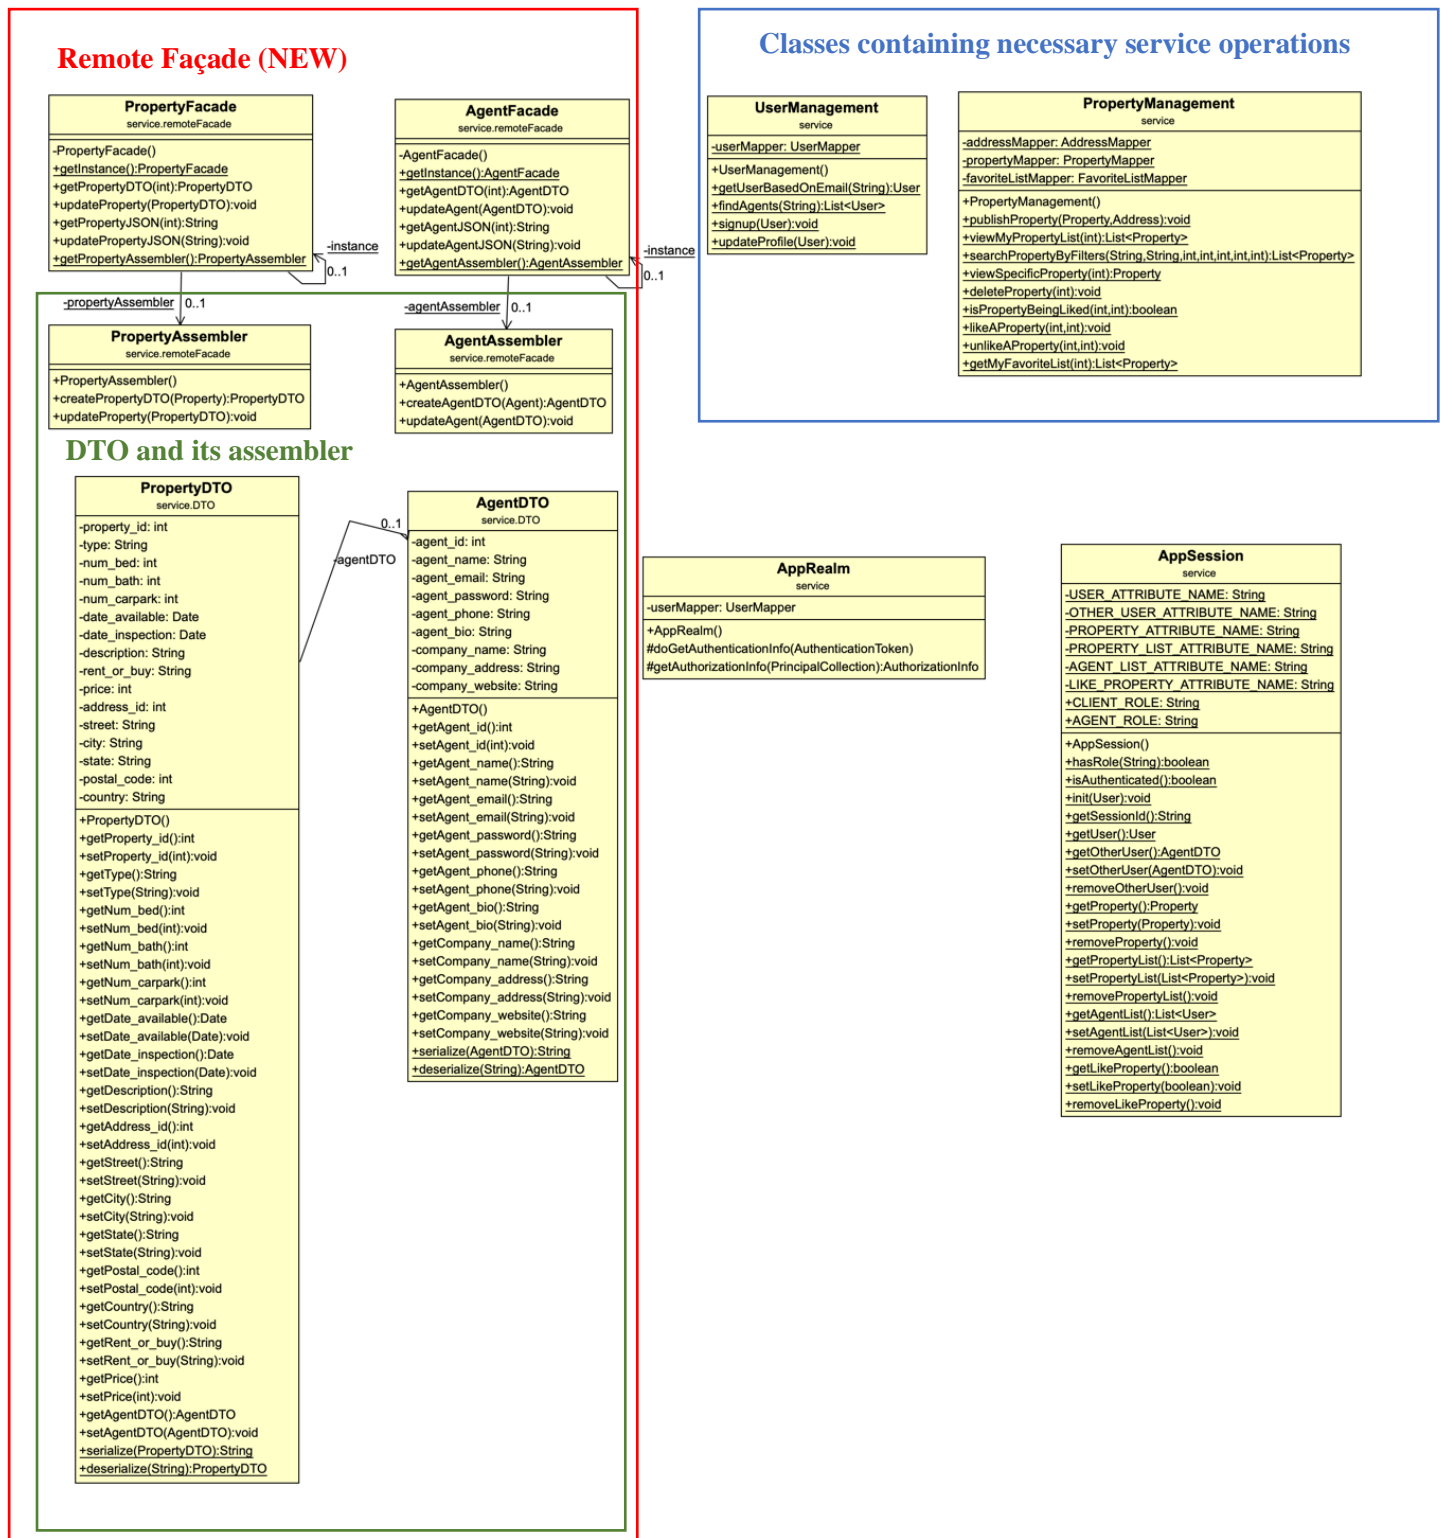 Remote Façade (NEW)
PropertyFacade
service.remoteFacade
-PropertyFacade()
+getInstance():PropertyFacade
+getPropertyDTO(int):PropertyDTO
+updateProperty(PropertyDTO):void
+getPropertyJSON(int):String
+updatePropertyJSON(String):void
+getPropertyAssembler():PropertyAssembler
-instance
0..1
AgentFacade
service.remoteFacade
-AgentFacade()
+getInstance():AgentFacade
+getAgentDTO(int):AgentDTO
+updateAgent(AgentDTO):void
+getAgentJSON(int):String
+updateAgentJSON(String):void
+getAgentAssembler():AgentAssembler
-instance
0..1
-propertyAssembler
0..1
-agentAssembler
0..1
PropertyAssembler
service.remoteFacade
+PropertyAssembler()
+createPropertyDTO(Property):PropertyDTO
+updateProperty(PropertyDTO):void
AgentAssembler
service.remoteFacade
+AgentAssembler()
+createAgentDTO(Agent):AgentDTO
+updateAgent(AgentDTO):void
DTO and its assembler
PropertyDTO
service.DTO
-property_id: int
-type: String
-num_bed: int
-num_bath: int
-num_carpark: int
-date_available: Date
-date_inspection: Date
-description: String
-rent_or_buy: String
-price: int
-address_id: int
-street: String
-city: String
-state: String
-postal_code: int
-country: String
+PropertyDTO()
+getProperty_id():int
+setProperty_id(int):void
+getType():String
+setType(String):void
+getNum_bed():int
+setNum_bed(int):void
+getNum_bath():int
+setNum_bath(int):void
+getNum_carpark():int
+setNum_carpark(int):void
+getDate_available():Date
+setDate_available(Date):void
+getDate_inspection():Date
+setDate_inspection(Date):void
+getDescription():String
+setDescription(String):void
+getAddress_id():int
+setAddress_id(int):void
+getStreet():String
+setStreet(String):void
+getCity():String
+setCity(String):void
+getState():String
+setState(String):void
+getPostal_code():int
+setPostal_code(int):void
+getCountry():String
+setCountry(String):void
+getRent_or_buy():String
+setRent_or_buy(String):void
+getPrice():int
+setPrice(int):void
+getAgentDTO():AgentDTO
+setAgentDTO(AgentDTO):void
+serialize(PropertyDTO):String
+deserialize(String):PropertyDTO
0..1
-agentDTO
AgentDTO
service.DTO
-agent_id: int
-agent_name: String
-agent_email: String
-agent_password: String
-agent_phone: String
-agent_bio: String
-company_name: String
-company_address: String
-company_website: String
+AgentDTO()
+getAgent_id():int
+setAgent_id(int):void
+getAgent_name():String
+setAgent_name(String):void
+getAgent_email():String
+setAgent_email(String):void
+getAgent_password():String
+setAgent_password(String):void
+getAgent_phone():String
+setAgent_phone(String):void
+getAgent_bio():String
+setAgent_bio(String):void
+getCompany_name():String
+setCompany_name(String):void
+getCompany_address():String
+setCompany_address(String):void
+getCompany_website():String
+setCompany_website(String):void
+serialize(AgentDTO):String
+deserialize(String):AgentDTO
Classes containing necessary service operations
UserManagement
service
-userMapper: UserMapper
+UserManagement()
+getUserBasedOnEmail(String):User
+findAgents(String):List<User>
+signup(User):void
+updateProfile(User):void
PropertyManagement
service
-addressMapper: AddressMapper
-propertyMapper: PropertyMapper
-favoriteListMapper: FavoriteListMapper
+PropertyManagement()
+publishProperty(Property,Address):void
+viewMyPropertyList(int):List<Property>
+searchPropertyByFilters(String,String,int,int,int,int,int):List<Property>
+viewSpecificProperty(int):Property
+deleteProperty(int):void
+isPropertyBeingLiked(int,int):boolean
+likeAProperty(int,int):void
+unlikeAProperty(int,int):void
+getMyFavoriteList(int):List<Property>
AppRealm
service
-userMapper: UserMapper
+AppRealm()
#doGetAuthenticationInfo(AuthenticationToken)
#getAuthorizationInfo(PrincipalCollection):AuthorizationInfo
AppSession
service
-USER_ATTRIBUTE_NAME: String
-OTHER_USER_ATTRIBUTE_NAME: String
-PROPERTY_ATTRIBUTE_NAME: String
-PROPERTY_LIST_ATTRIBUTE_NAME: String
-AGENT_LIST_ATTRIBUTE_NAME: String
-LIKE_PROPERTY_ATTRIBUTE_NAME: String
+CLIENT_ROLE: String
+AGENT_ROLE: String
+AppSession()
+hasRole(String):boolean
+isAuthenticated():boolean
+init(User):void
+getSessionId():String
+getUser():User
+getOtherUser():AgentDTO
+setOtherUser(AgentDTO):void
+removeOtherUser():void
+getProperty():Property
+setProperty(Property):void
+removeProperty():void
+getPropertyList():List<Property>
+setPropertyList(List<Property>):void
+removePropertyList():void
+getAgentList():List<User>
+setAgentList(List<User>):void
+removeAgentList():void
+getLikeProperty():boolean
+setLikeProperty(boolean):void
+removeLikeProperty():void